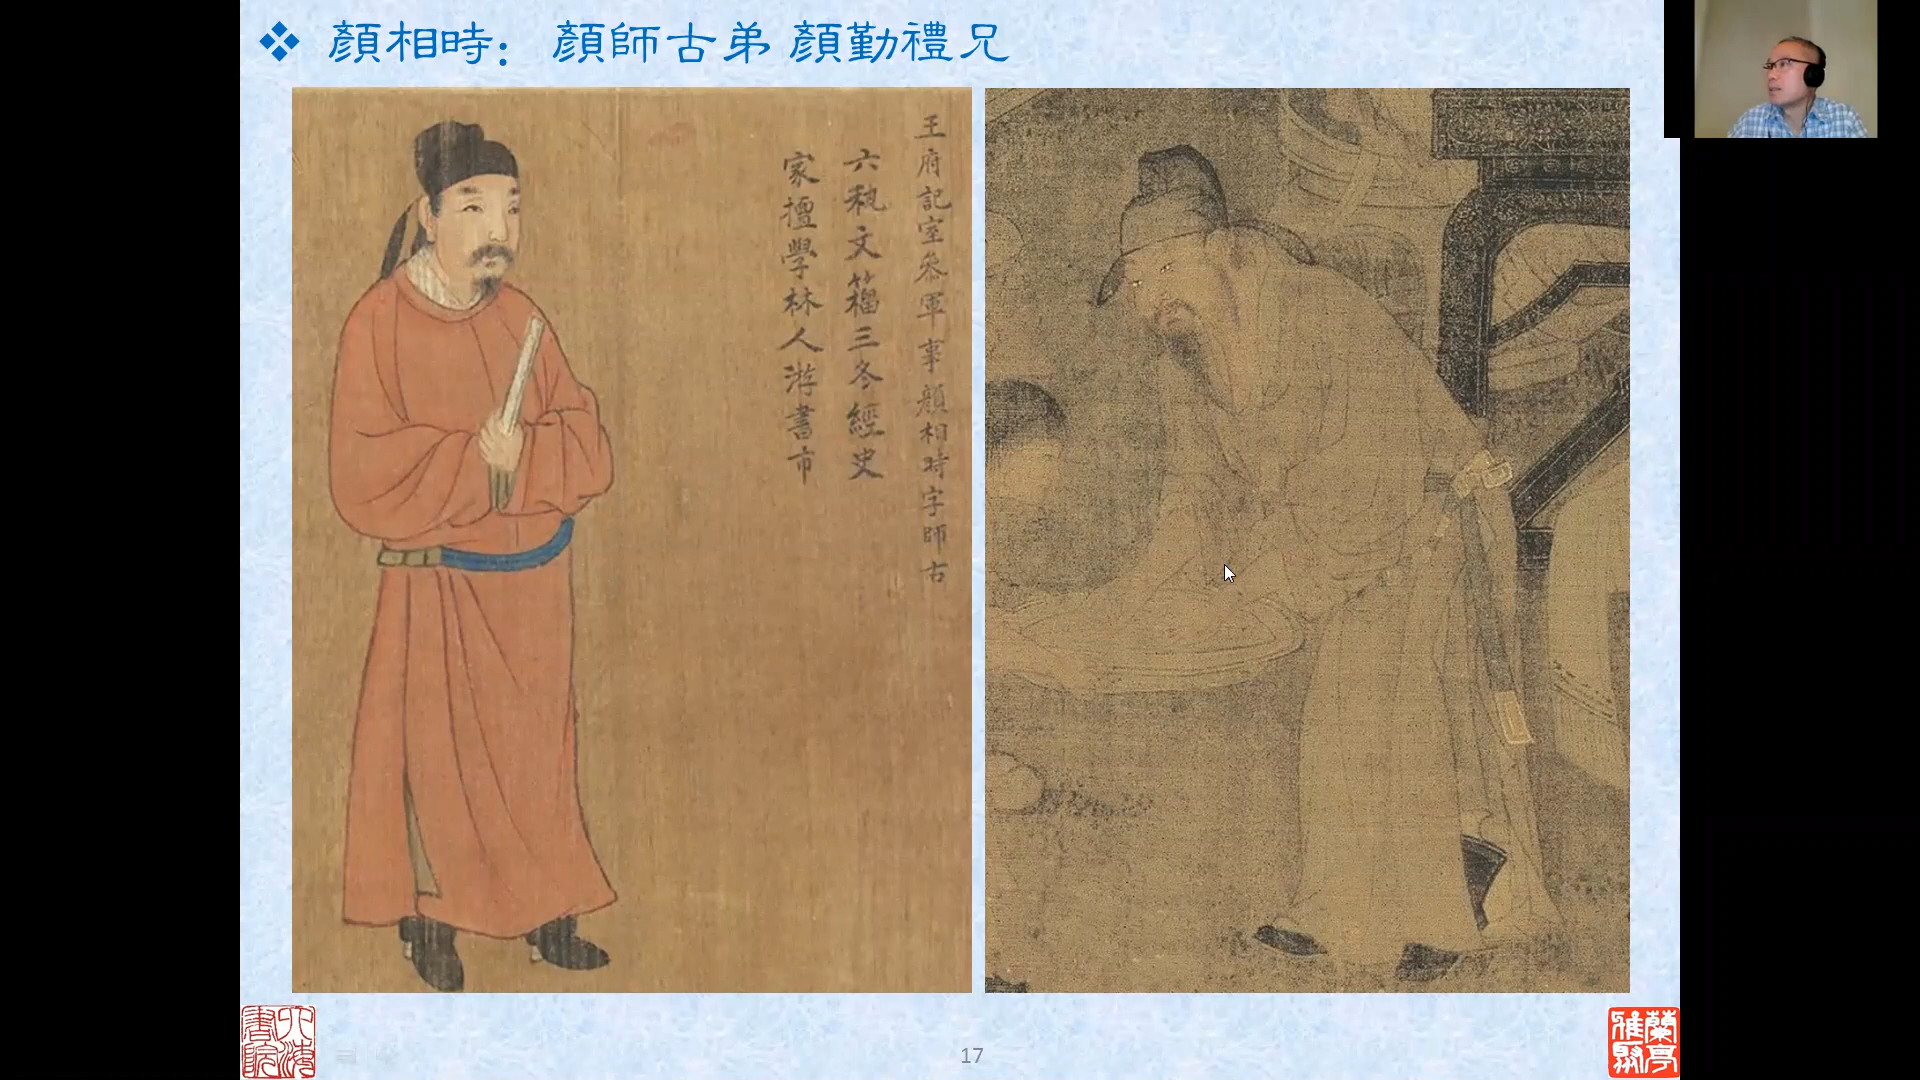 ❖ 顏相時：顏師古弟 顏勤禮兄
王府記室叅軍事顏相時字師古
六秇文籀三冬經史
家擅學林人游書市
17